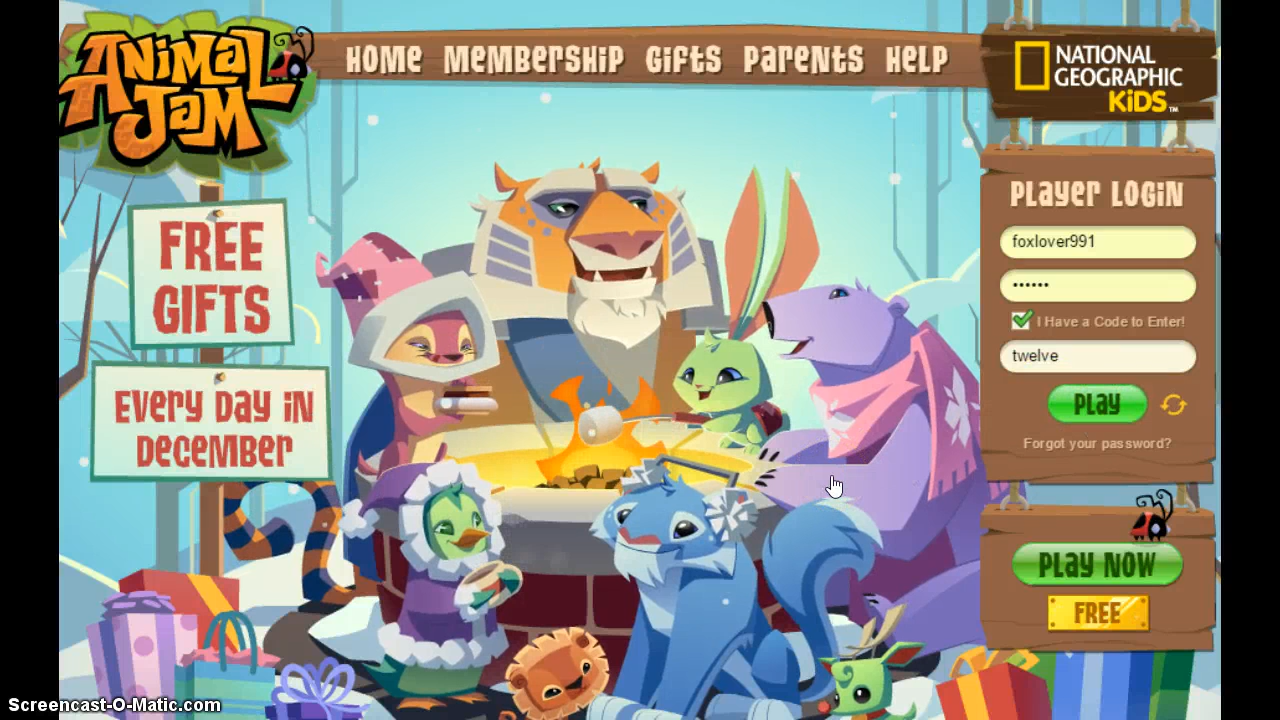 ANIMAL
JAM
HOME MEMBERSHIP GIFTS PARENTS HELP
NATIONAL
GEOGRAPHIC
KiDS™
FREE
GIFTS
EVERY DAY IN
DECEMBER
PLAYER LOGIN
foxlover991
••••••
I Have a Code to Enter!
twelve
PLAY
Forgot your password?
PLAY NOW
FREE
Screencast-O-Matic.com